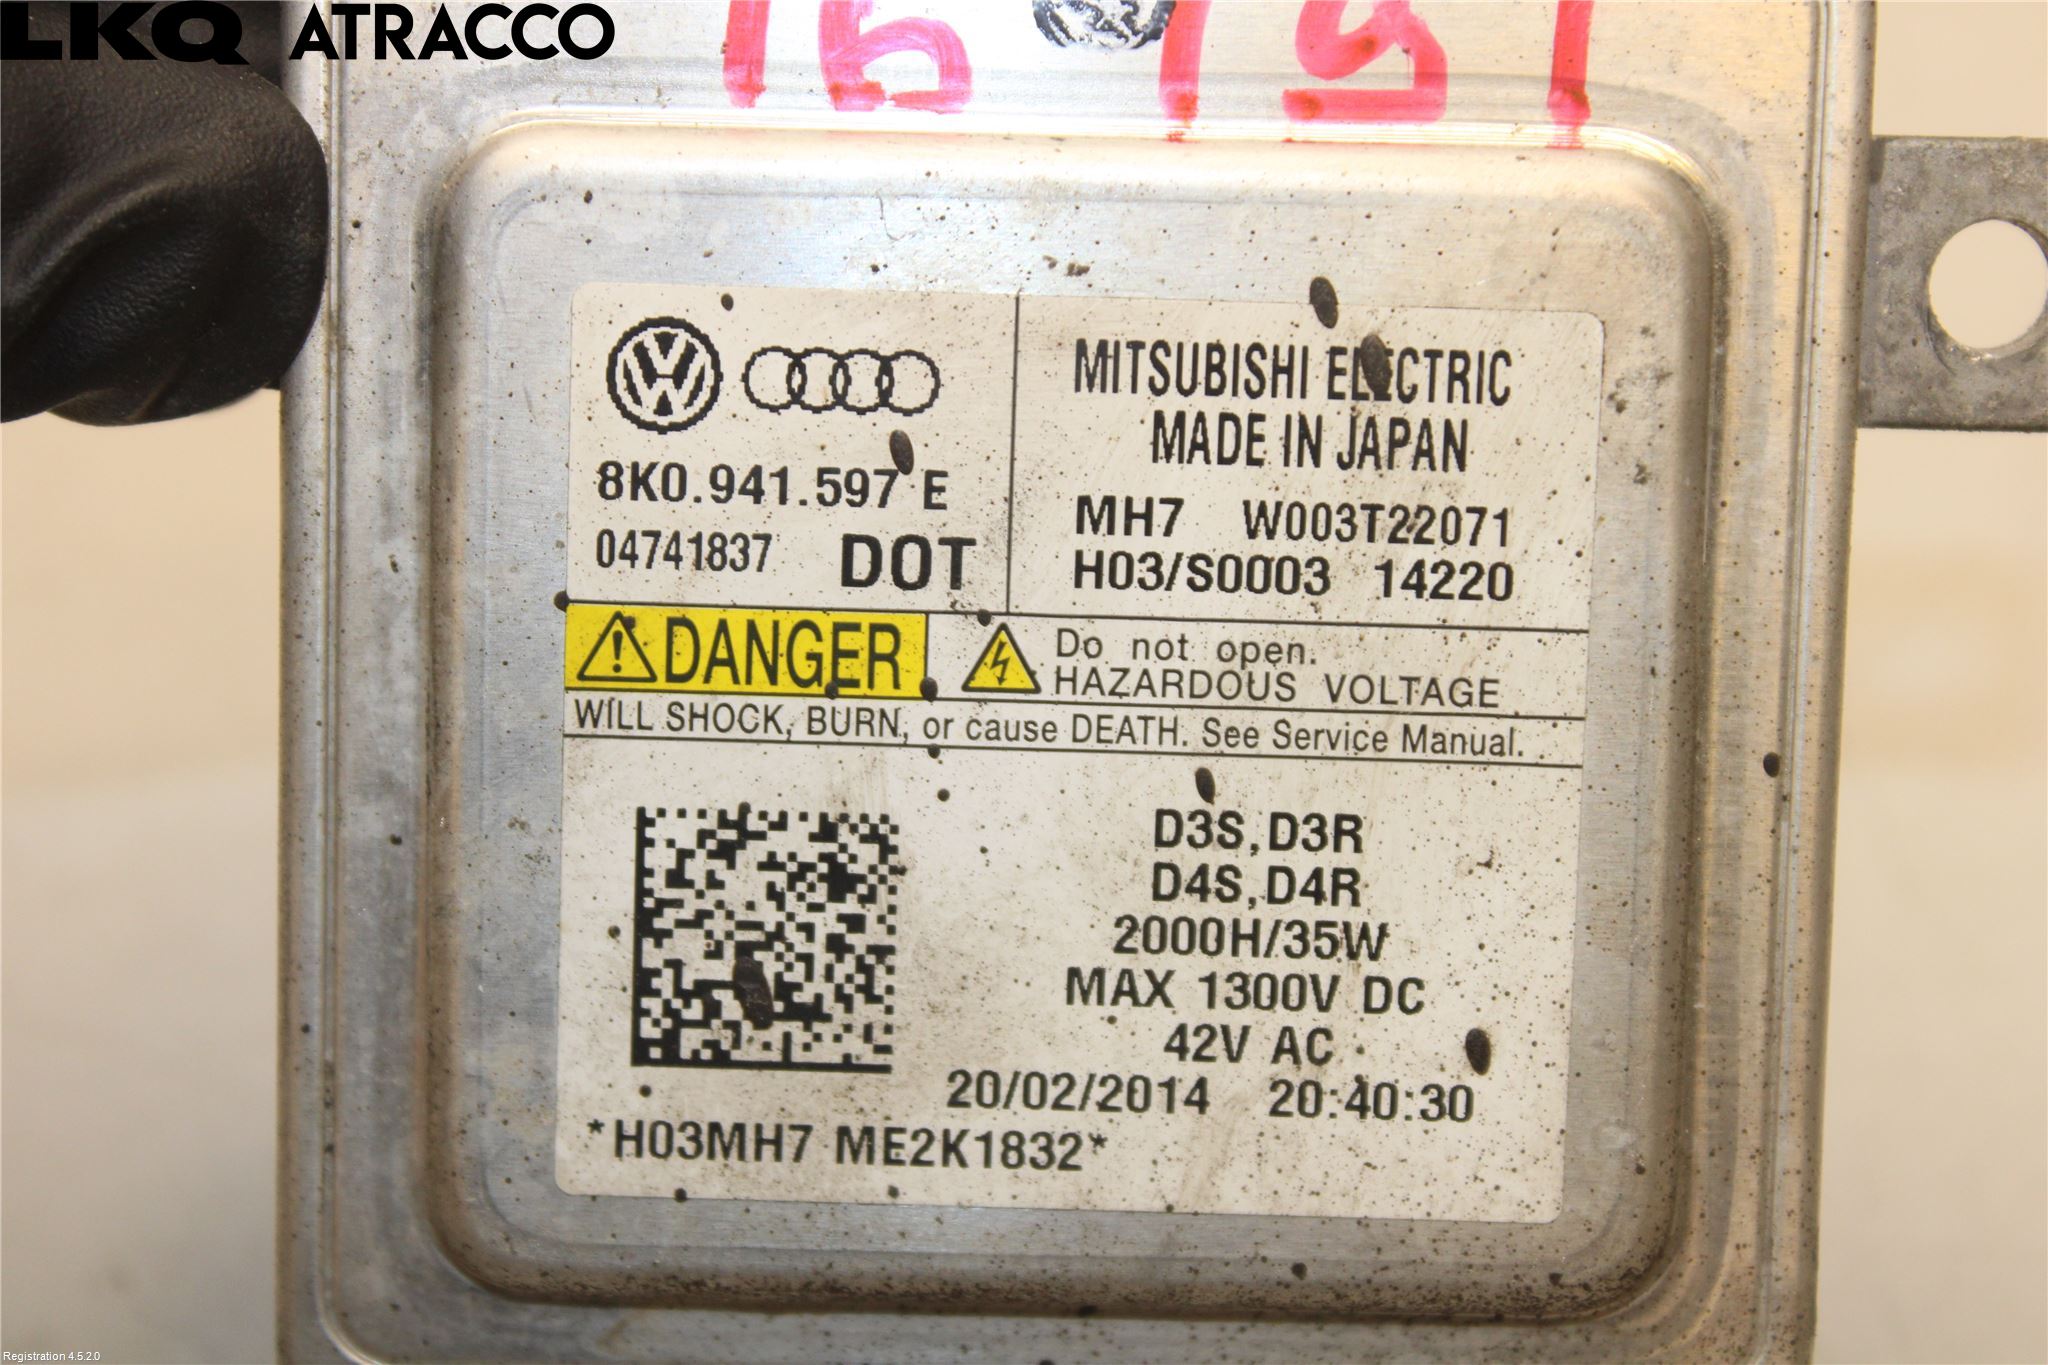 LKQ ATRACCO
8K0.941.597 E
04741837 DOT
MITSUBISHI ELECTRIC
MADE IN JAPAN
MH7 W003T22071
H03/S0003 14220
DANGER
Do not open.
HAZARDOUS VOLTAGE
WILL SHOCK, BURN, or cause DEATH. See Service Manual.
D3S,D3R
D4S,D4R
2000H/35W
MAX 1300V DC
42V AC
20/02/2014 20:40:30
*H03MH7 ME2K1832*
Registration 4.5.2.0